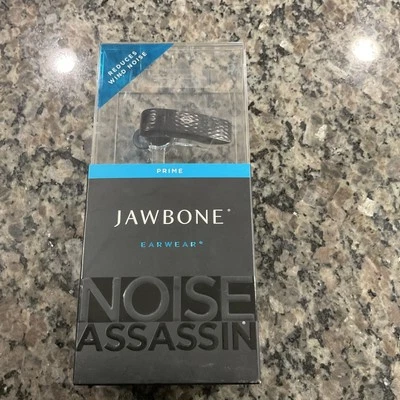 REDUCES
WIND NOISE
PRIME
JAWBONE®
EARWEAR®
NOISE
ASSASSIN